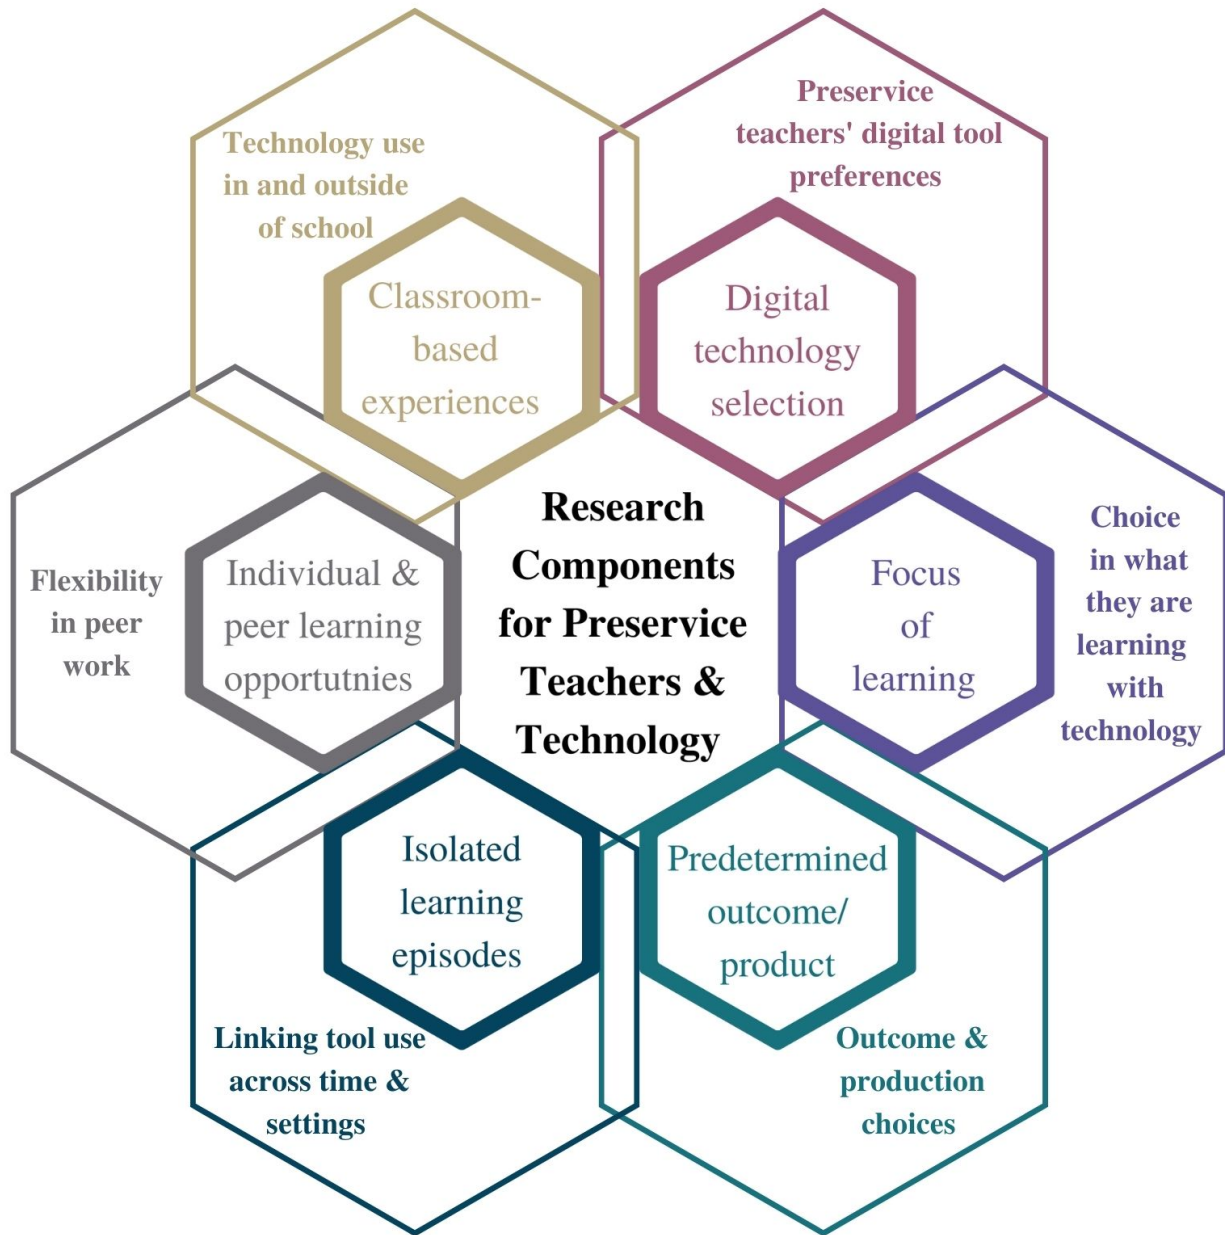 Technology use
in and outside
of school
Classroom-
based
experiences
Preservice
teachers' digital tool
preferences
Digital
technology
selection
Flexibility
in peer
work
Individual &
peer learning
opportutnies
Research
Components
for Preservice
Teachers &
Technology
Focus
of
learning
Choice
in what
they are
learning
with
technology
Isolated
learning
episodes
Linking tool use
across time &
settings
Predetermined
outcome/
product
Outcome &
production
choices